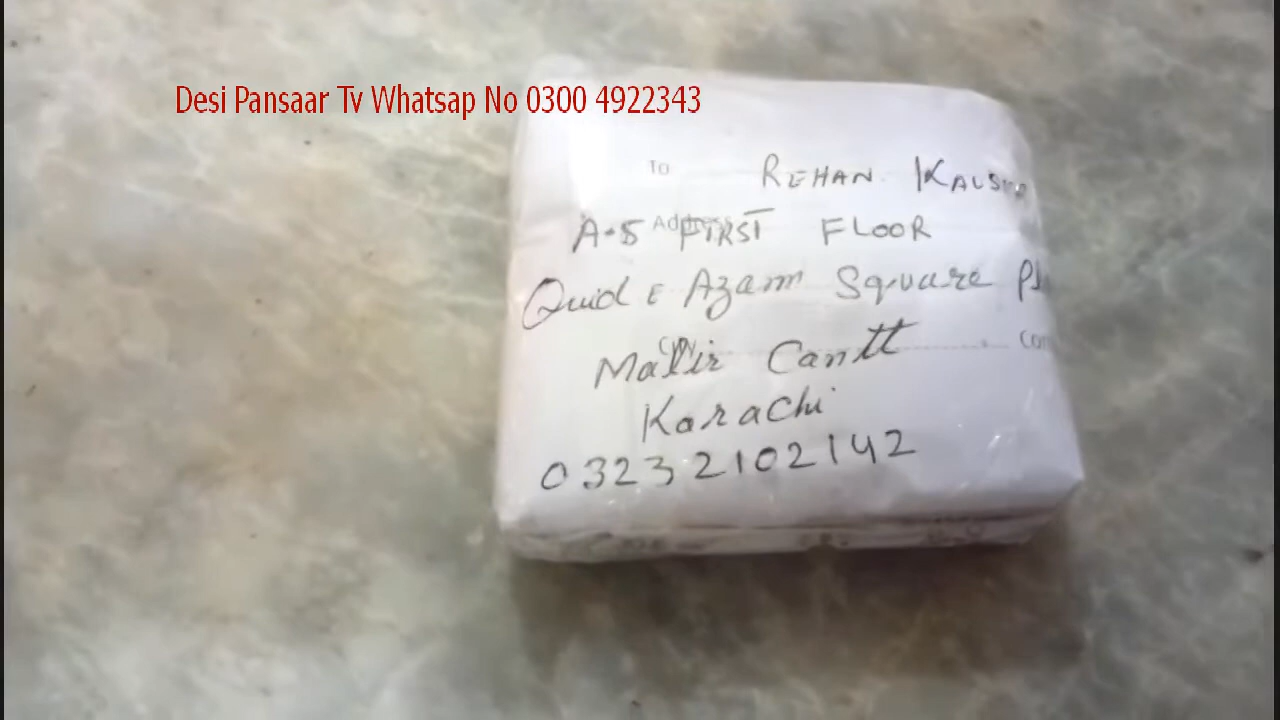 Desi Pansaar Tv Whatsap No 0300 4922343
To REHAN
A-5 Address FIRST FLOOR
Quid E Azam Square
Malir Cantt
Karachi
03232102142